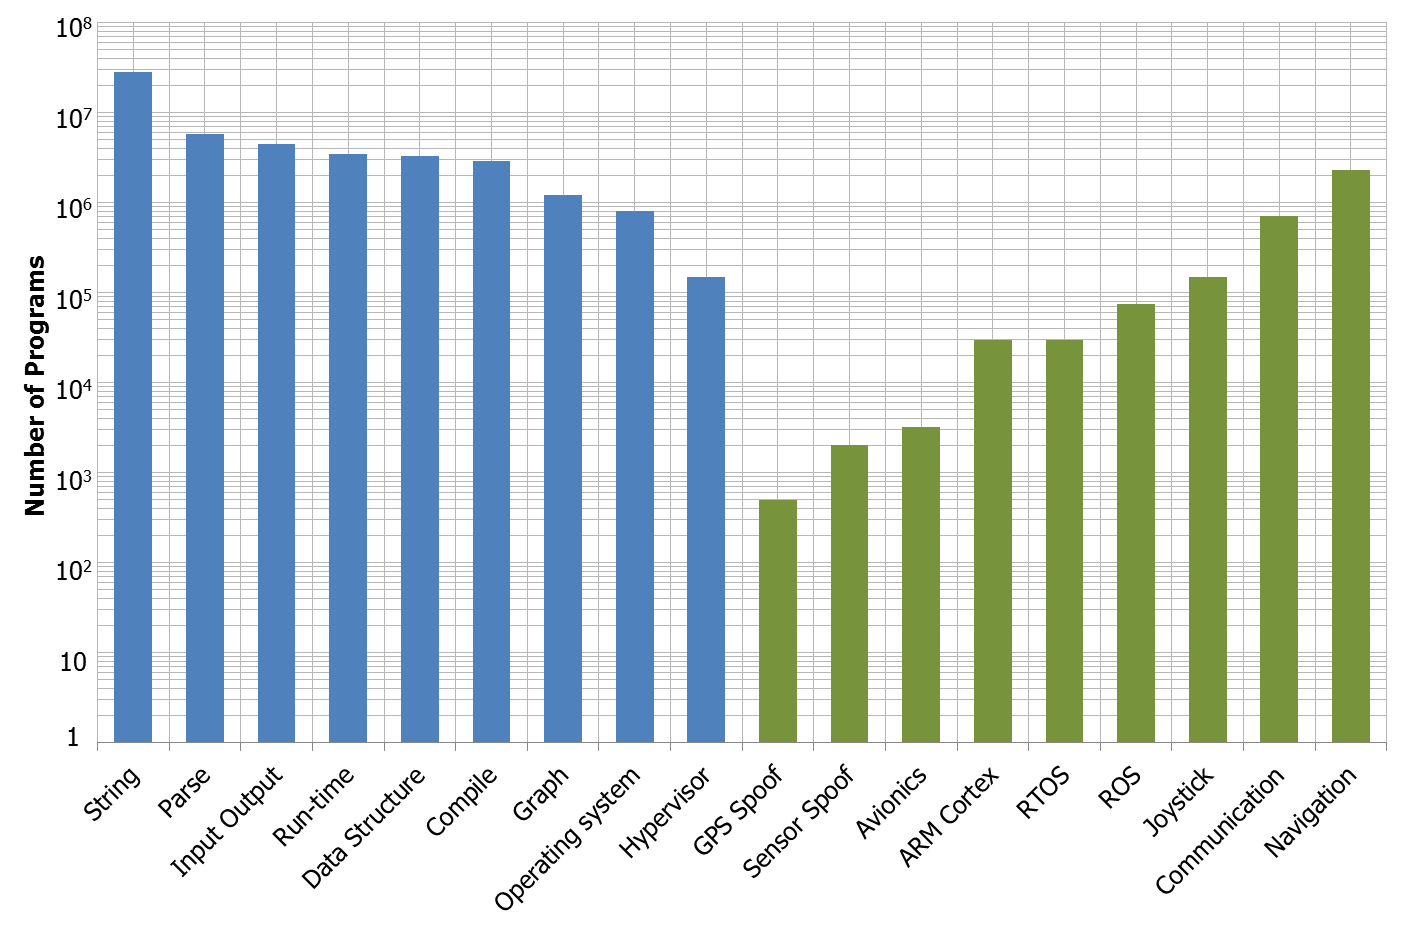 Number of Programs
10⁸
10⁷
10⁶
10⁵
10⁴
10³
10²
10
1
String
Parse
Input Output
Run-time
Data Structure
Compile
Graph
Operating system
Hypervisor
GPS Spoof
Sensor Spoof
Avionics
ARM Cortex
RTOS
ROS
Joystick
Communication
Navigation